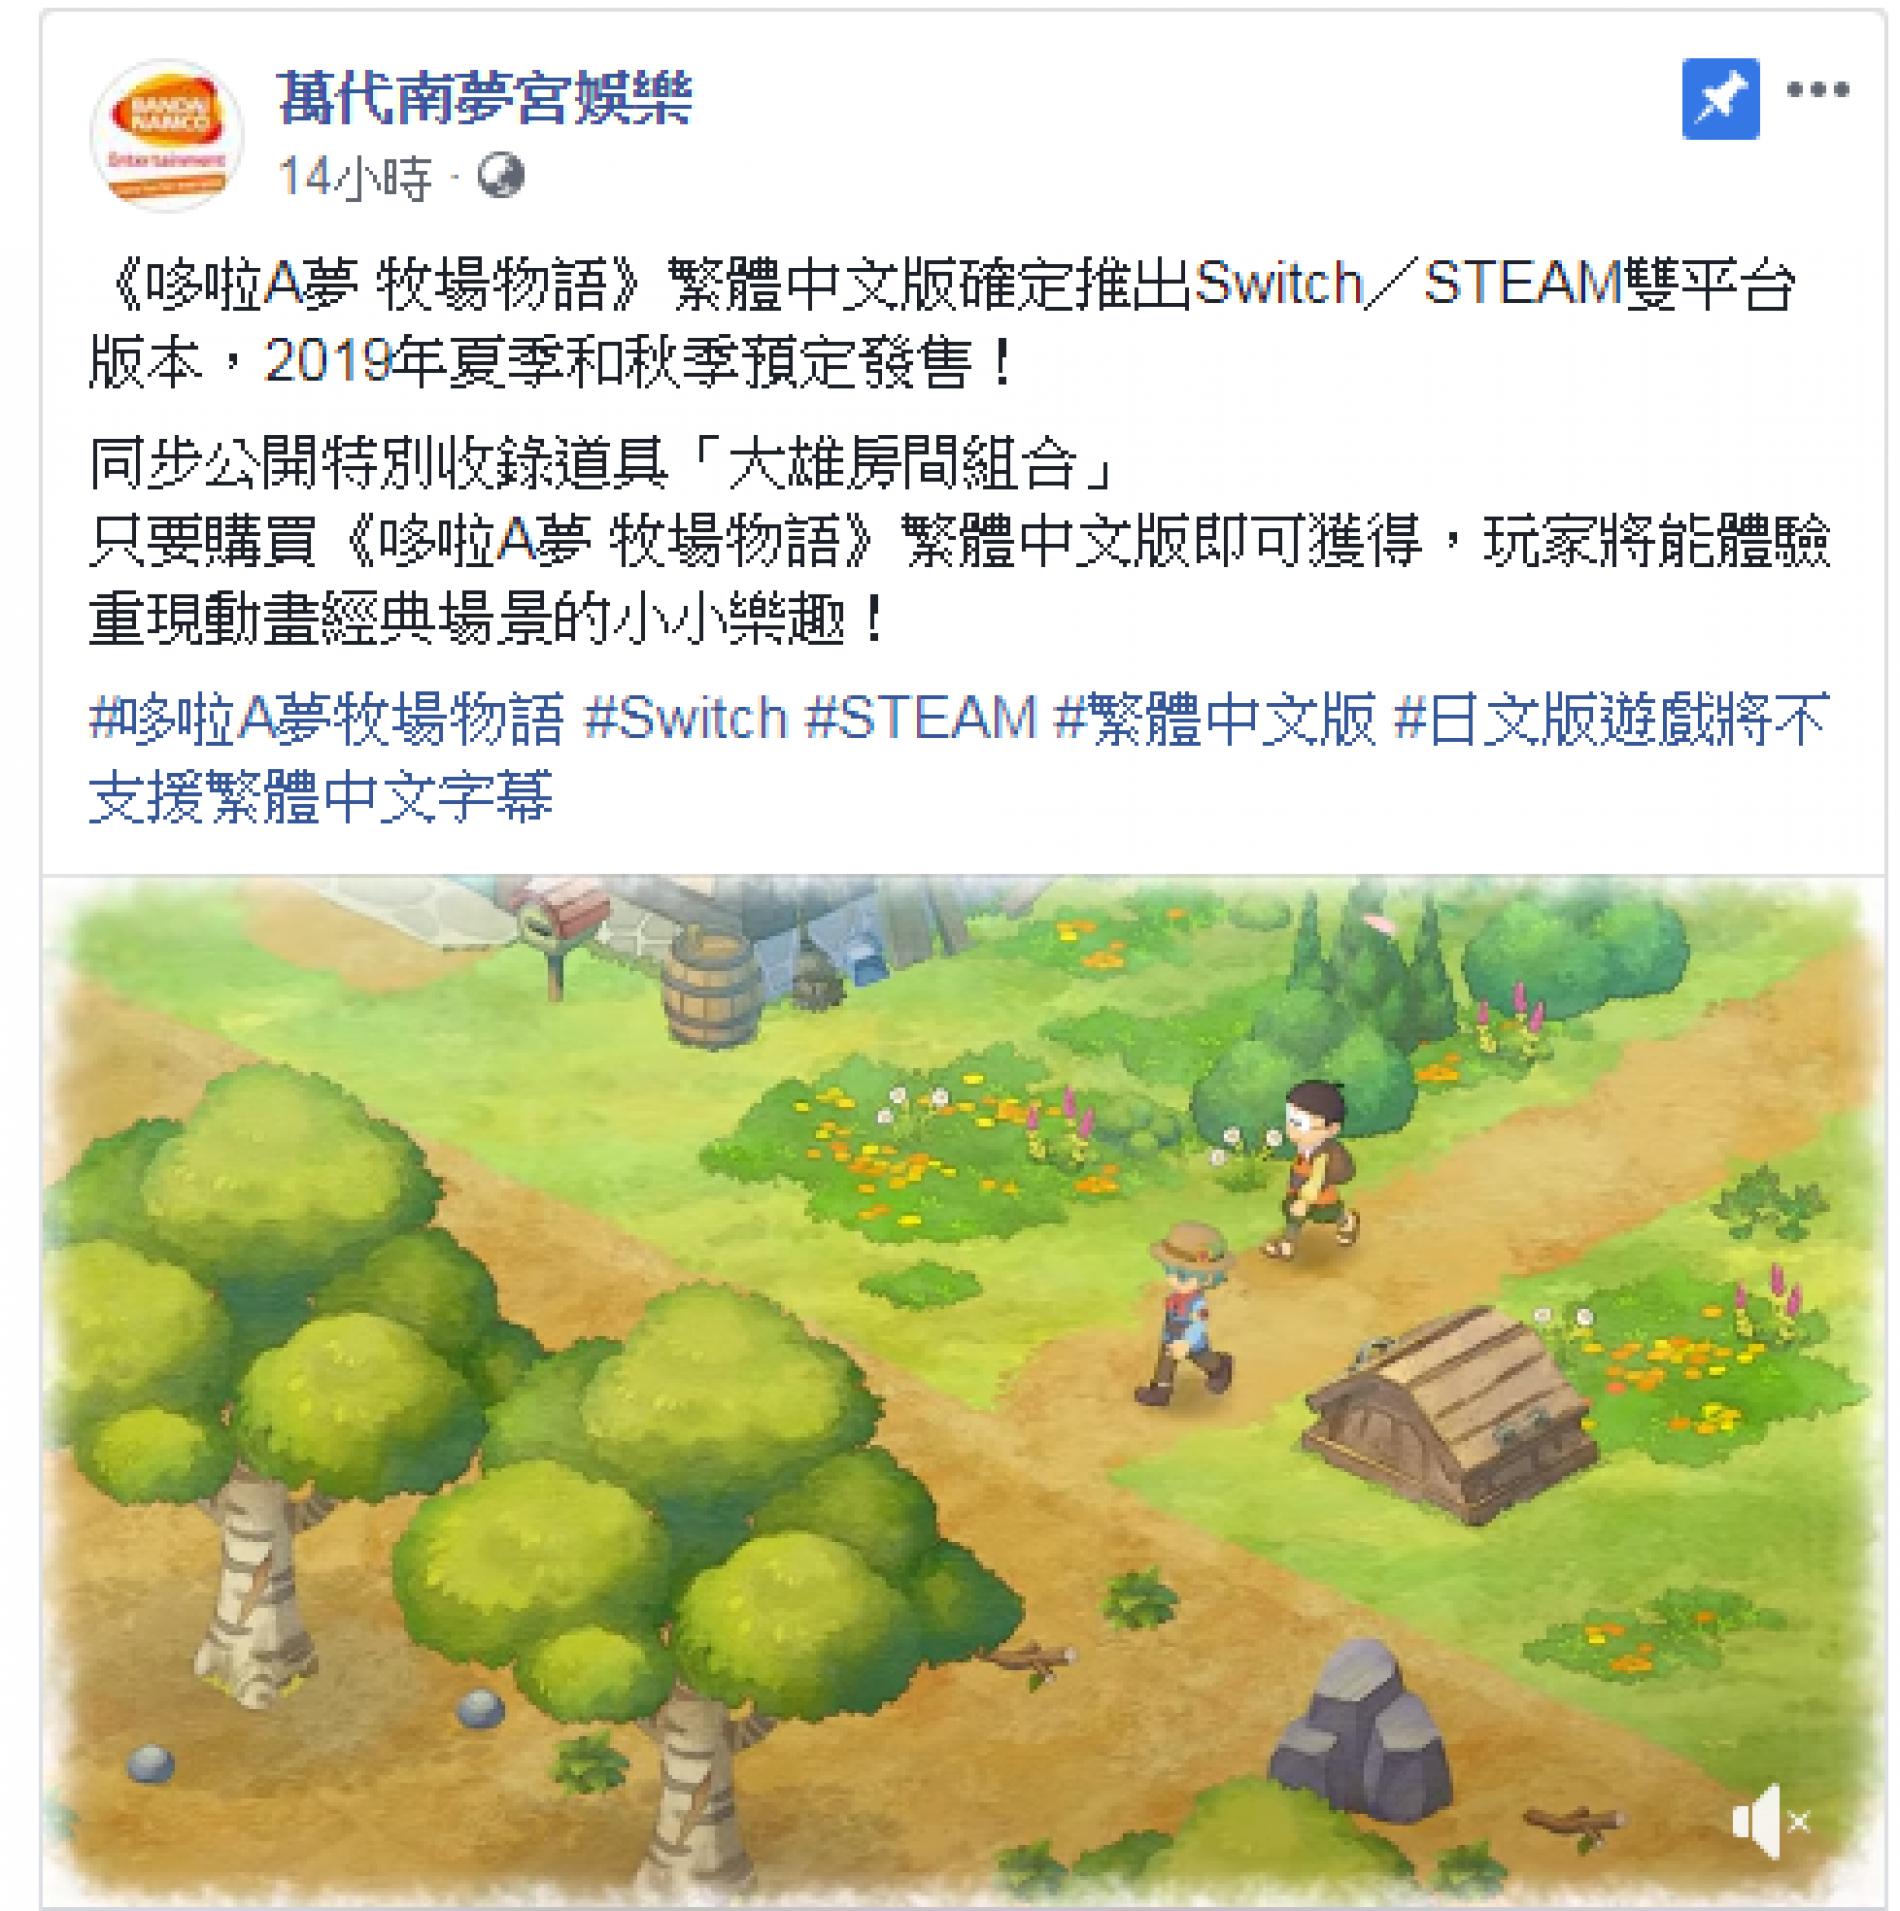 BANDAI
NAMCO
Entertainment
萬代南夢宮娛樂
14小時 ·
《哆啦A夢 牧場物語》繁體中文版確定推出Switch／STEAM雙平台
版本，2019年夏季和秋季預定發售！
同步公開特別收錄道具「大雄房間組合」
只要購買《哆啦A夢 牧場物語》繁體中文版即可獲得，玩家將能體驗
重現動畫經典場景的小小樂趣！
#哆啦A夢牧場物語 #Switch #STEAM #繁體中文版 #日文版遊戲將不
支援繁體中文字幕